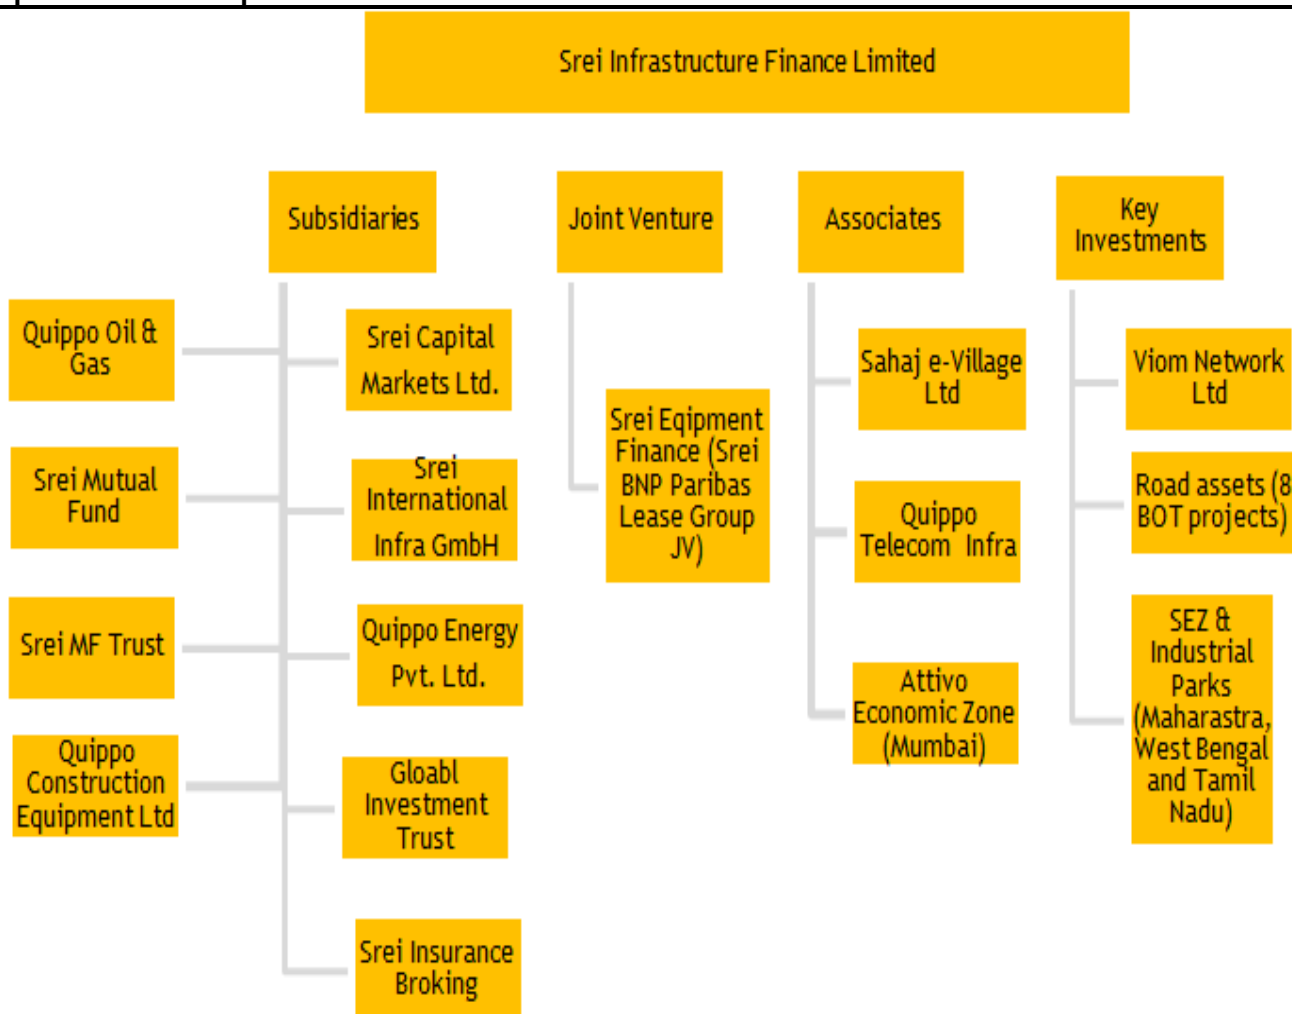 Srei Infrastructure Finance Limited
Subsidiaries
Joint Venture
Associates
Key
Investments
Quippo Oil &
Gas
Srei Mutual
Fund
Srei MF Trust
Quippo
Construction
Equipment Ltd
Srei Capital
Markets Ltd.
Srei
International
Infra GmbH
Quippo Energy
Pvt. Ltd.
Gloabl
Investment
Trust
Srei Insurance
Broking
Srei Eqipment
Finance (Srei
BNP Paribas
Lease Group
JV)
Sahaj e-Village
Ltd
Quippo
Telecom Infra
Attivo
Economic Zone
(Mumbai)
Viom Network
Ltd
Road assets (8
BOT projects)
SEZ &
Industrial
Parks
(Maharastra,
West Bengal
and Tamil
Nadu)